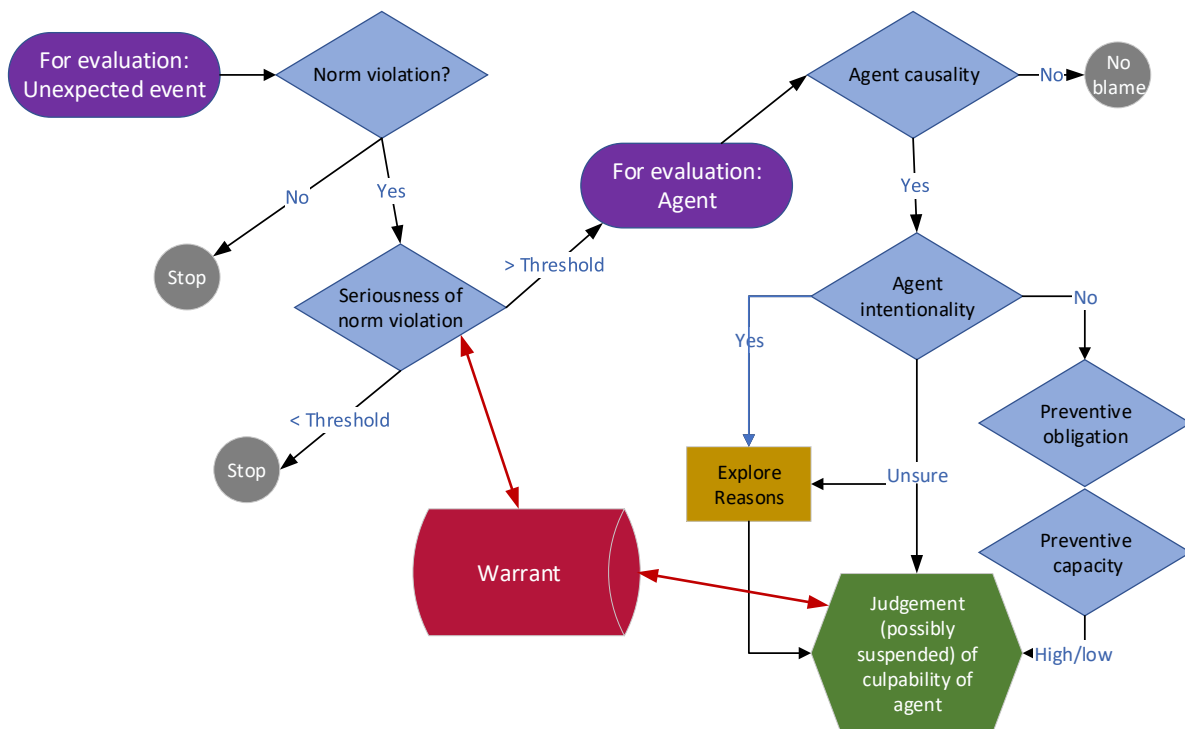 For evaluation:
Unexpected event
Norm violation?
Agent causality
No
No
blame
For evaluation:
Agent
No
Yes
Yes
Stop
> Threshold
Seriousness of
norm violation
Agent
intentionality
No
Yes
< Threshold
Preventive
obligation
Stop
Explore
Reasons
Unsure
Preventive
capacity
Warrant
Judgement
(possibly
suspended) of
culpability of
agent
High/low